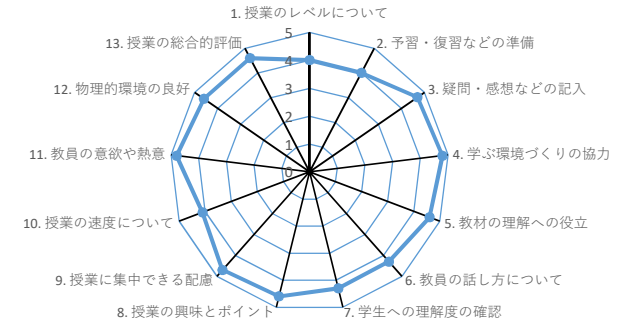 1. 授業のレベルについて
2. 予習・復習などの準備
3. 疑問・感想などの記入
4. 学ぶ環境づくりの協力
5. 教材の理解への役立
6. 教員の話し方について
7. 学生への理解度の確認
8. 授業の興味とポイント
9. 授業に集中できる配慮
10. 授業の速度について
11. 教員の意欲や熱意
12. 物理的環境の良好
13. 授業の総合的評価
5
4
3
2
1
0